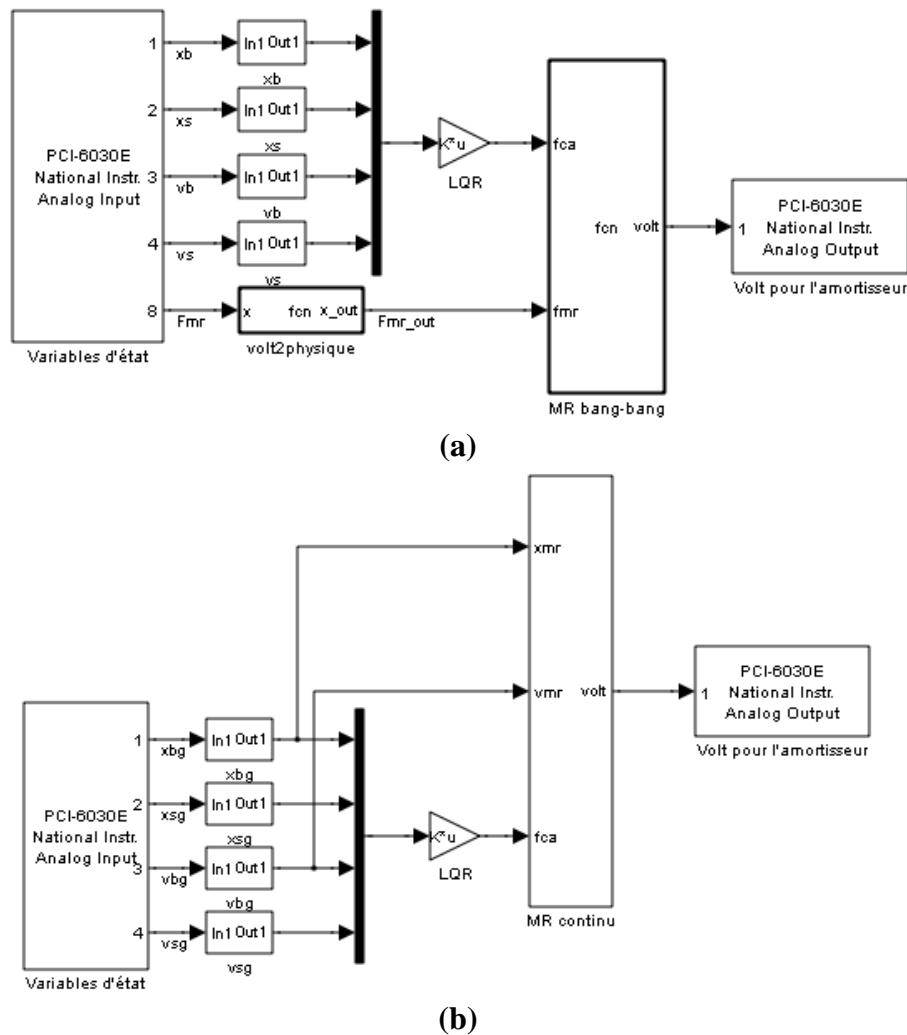 1
xb
In1 Out1
xb
2
xs
In1 Out1
xs
PCI-6030E
National Instr.
Analog Input
3
vb
In1 Out1
vb
4
vs
In1 Out1
vs
8
Fmr
x fcn x_out
Fmr_out
volt2physique
Variables d'état
K*u
LQR
fca
fcn volt
fmr
MR bang-bang
1
PCI-6030E
National Instr.
Analog Output
Volt pour l'amortisseur
(a)
xmr
vmr
volt
fca
MR continu
1
PCI-6030E
National Instr.
Analog Output
Volt pour l'amortisseur
1
xbg
In1 Out1
xbg
2
xsg
In1 Out1
xsg
PCI-6030E
National Instr.
Analog Input
3
vbg
In1 Out1
vbg
4
vsg
In1 Out1
vsg
Variables d'état
K*u
LQR
(b)